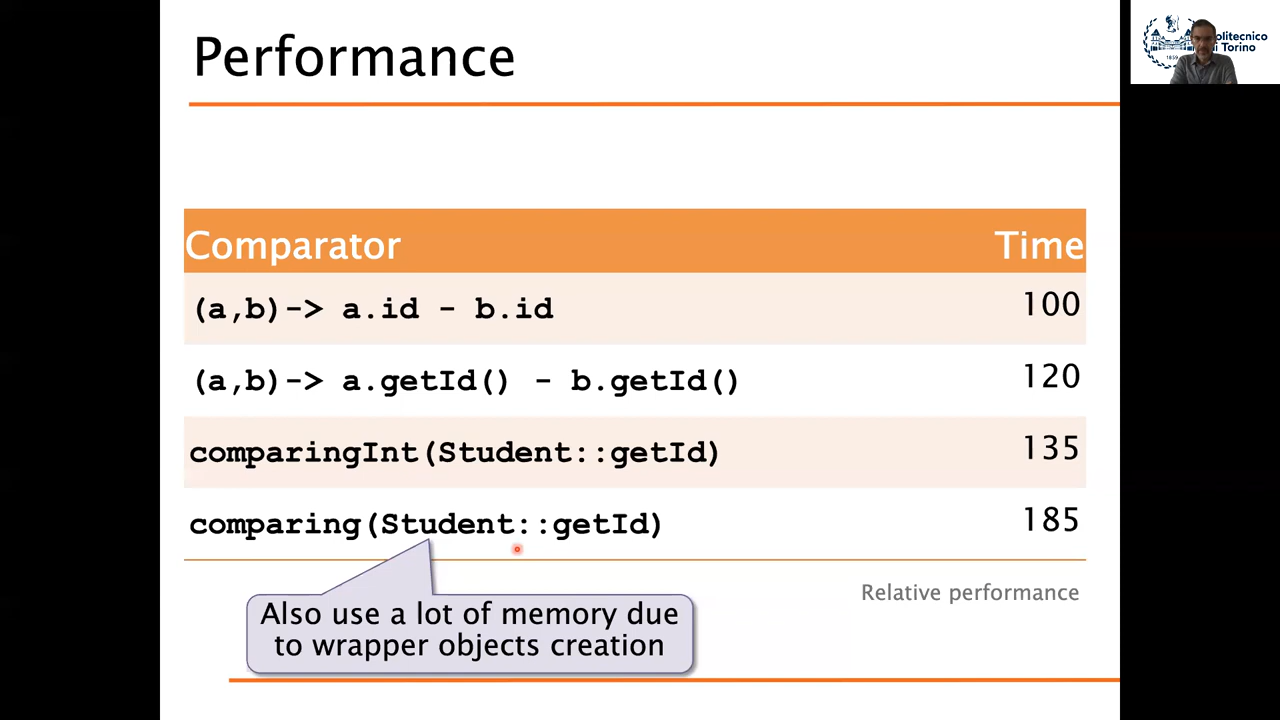 Performance
Politecnico
di Torino
1859
Comparator Time
(a,b)-> a.id - b.id 100
(a,b)-> a.getId() - b.getId() 120
comparingInt(Student::getId) 135
comparing(Student::getId) 185
Relative performance
Also use a lot of memory due
to wrapper objects creation